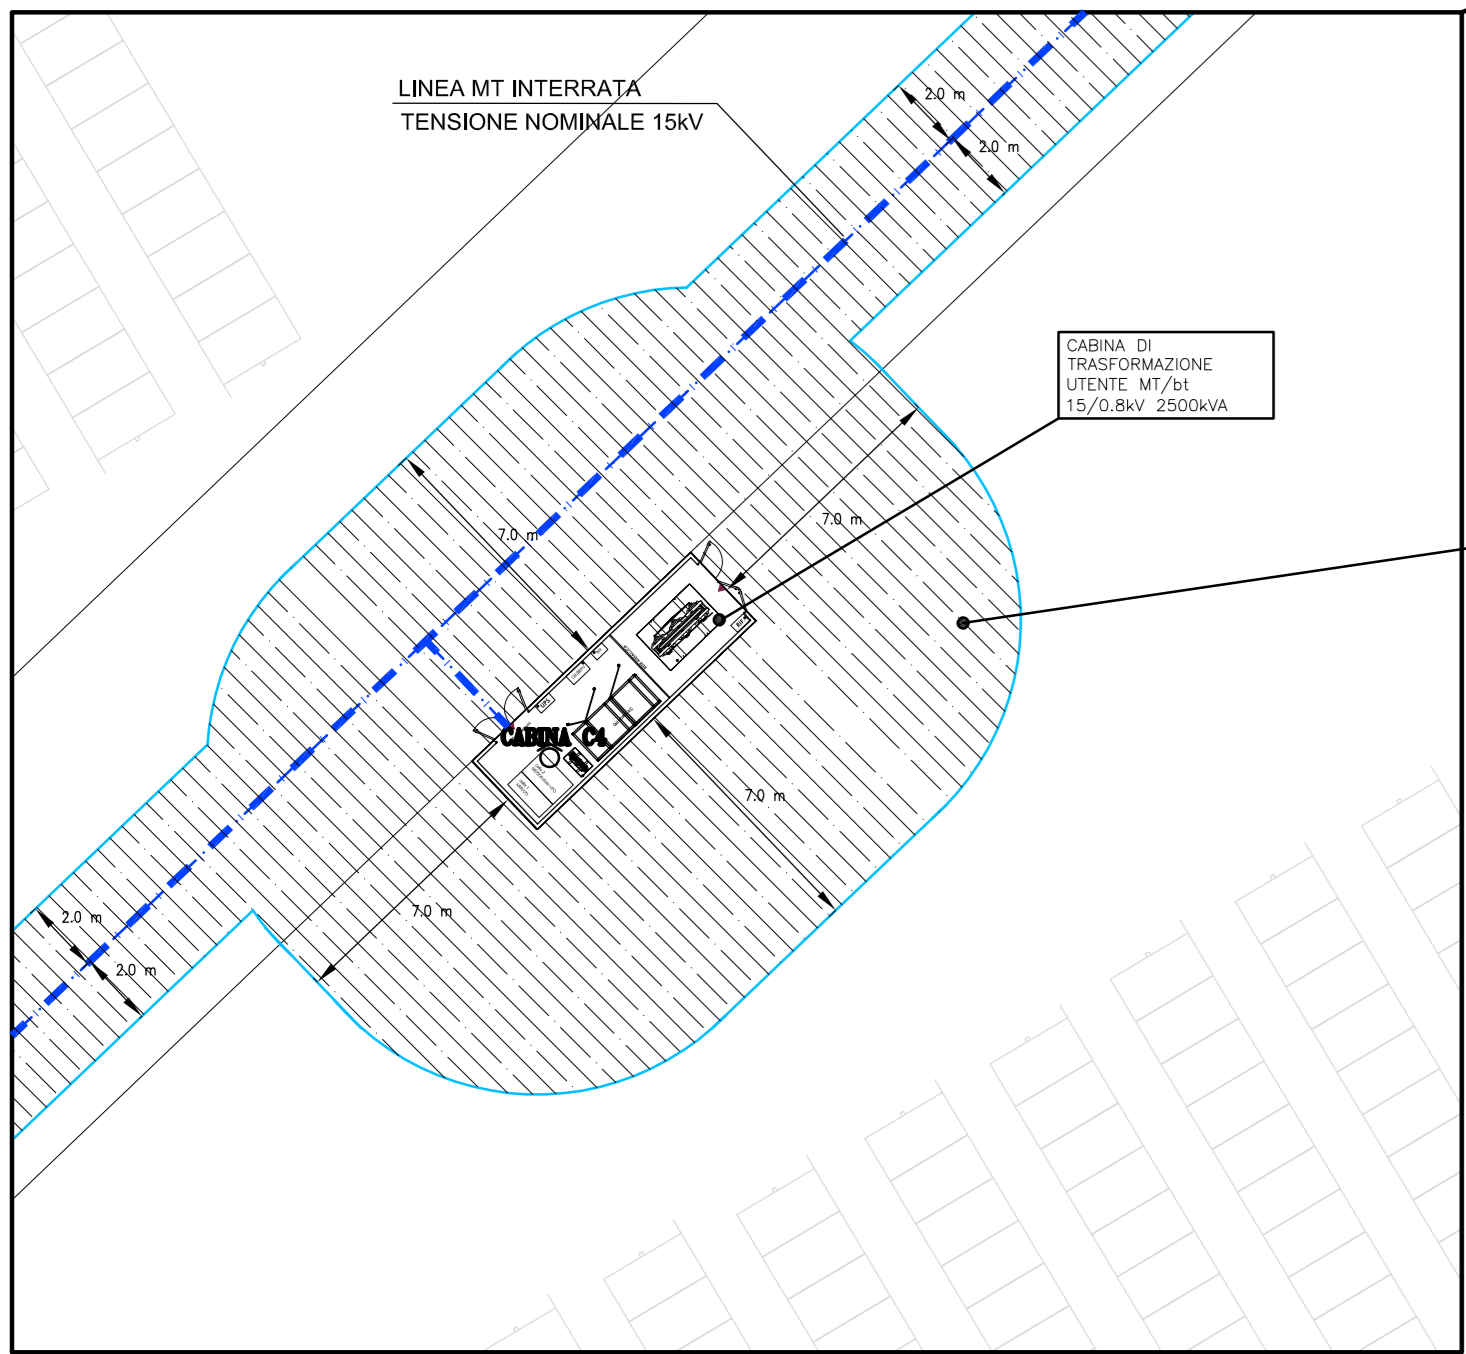 LINEA MT INTERRATA
TENSIONE NOMINALE 15kV
2.0 m
2.0 m
CABINA DI
TRASFORMAZIONE
UTENTE MT/bt
15/0.8kV 2500kVA
7.0 m
7.0 m
UPS
CABINA C4
7.0 m
7.0 m
2.0 m
2.0 m